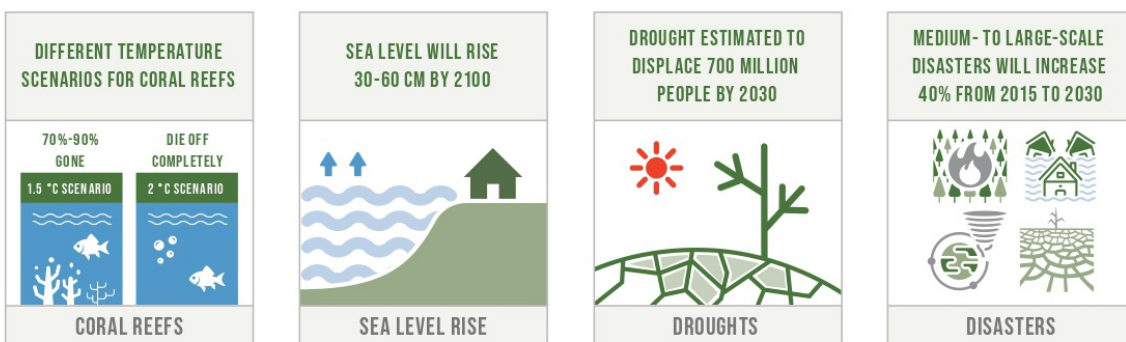 DIFFERENT TEMPERATURE
SCENARIOS FOR CORAL REEFS
70%-90%
GONE
DIE OFF
COMPLETELY
1.5 °C SCENARIO
2 °C SCENARIO
CORAL REEFS
SEA LEVEL WILL RISE
30-60 CM BY 2100
SEA LEVEL RISE
DROUGHT ESTIMATED TO
DISPLACE 700 MILLION
PEOPLE BY 2030
DROUGHTS
MEDIUM- TO LARGE-SCALE
DISASTERS WILL INCREASE
40% FROM 2015 TO 2030
DISASTERS